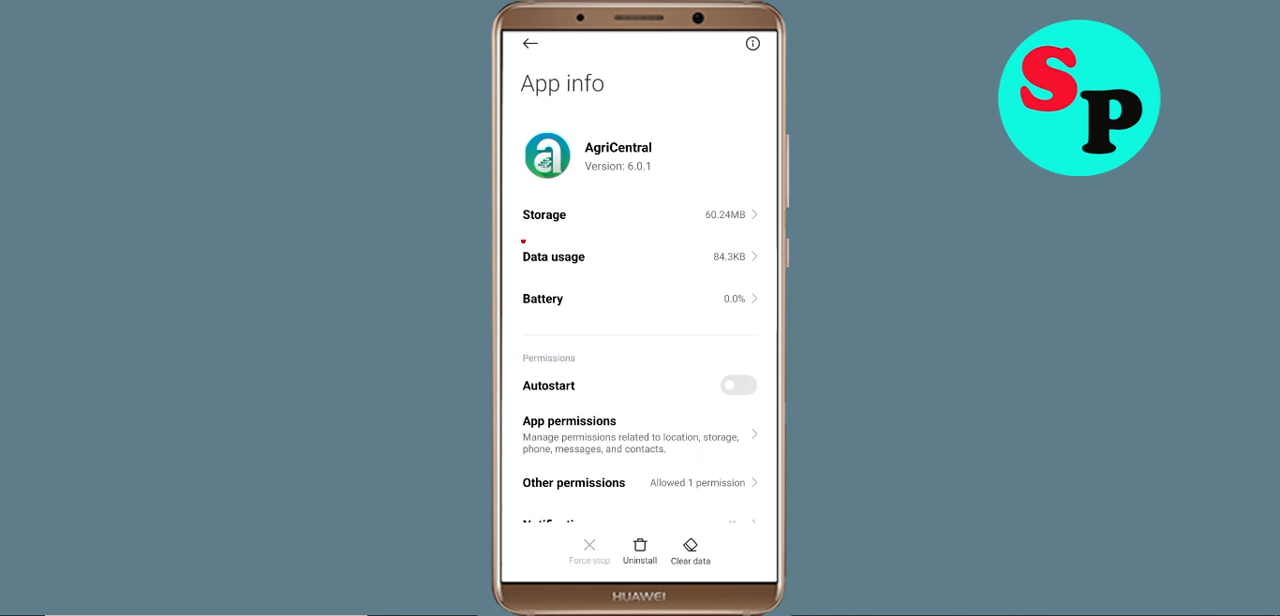 SP
App info
AgriCentral
Version: 6.0.1
Storage 60.24MB
Data usage 84.3KB
Battery 0.0%
Permissions
Autostart
App permissions
Manage permissions related to location, storage,
phone, messages, and contacts.
Other permissions Allowed 1 permission
Force stop Uninstall Clear data
HUAWEI